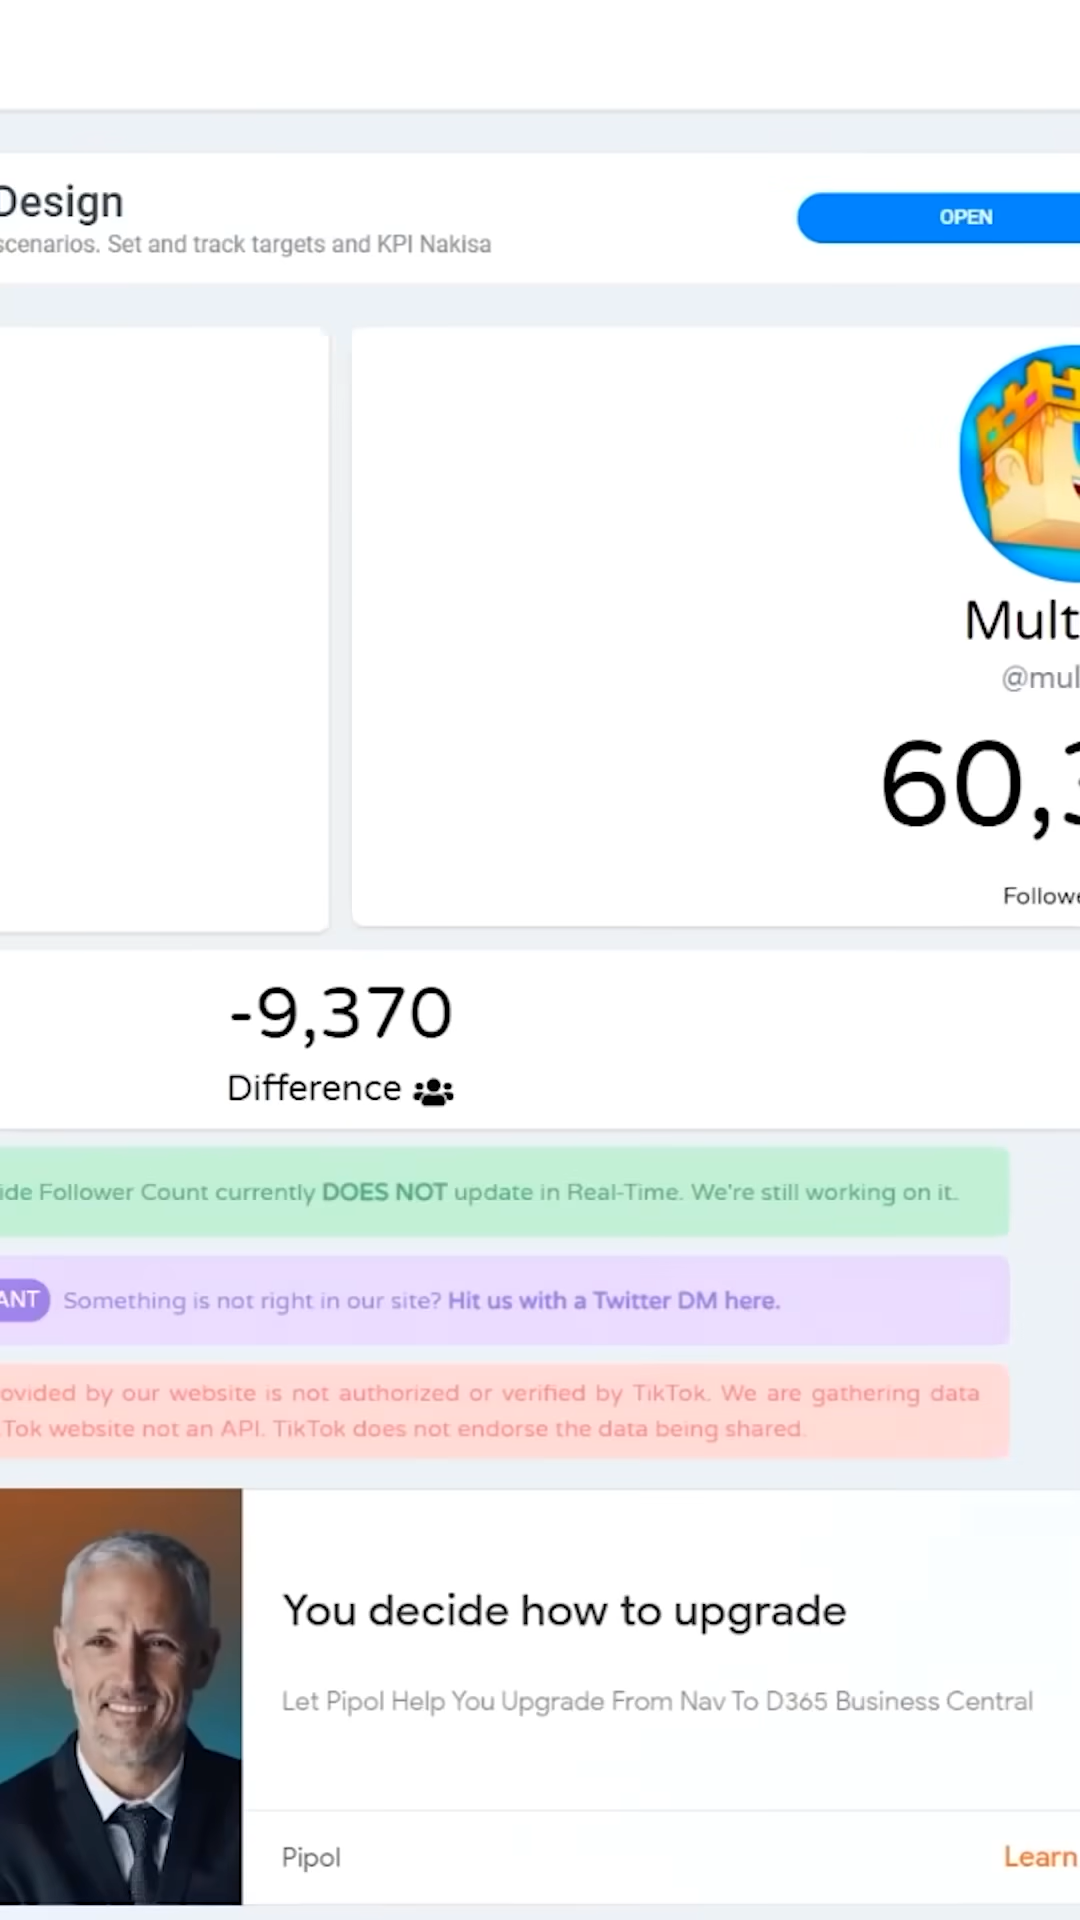 Design
scenarios. Set and track targets and KPI Nakisa
OPEN
Mult
@mul
60,3
Followe
-9,370
Difference
ide Follower Count currently DOES NOT update in Real-Time. We're still working on it.
ANT Something is not right in our site? Hit us with a Twitter DM here.
ovided by our website is not authorized or verified by TikTok. We are gathering data
Tok website not an API. TikTok does not endorse the data being shared.
You decide how to upgrade
Let Pipol Help You Upgrade From Nav To D365 Business Central
Pipol
Learn